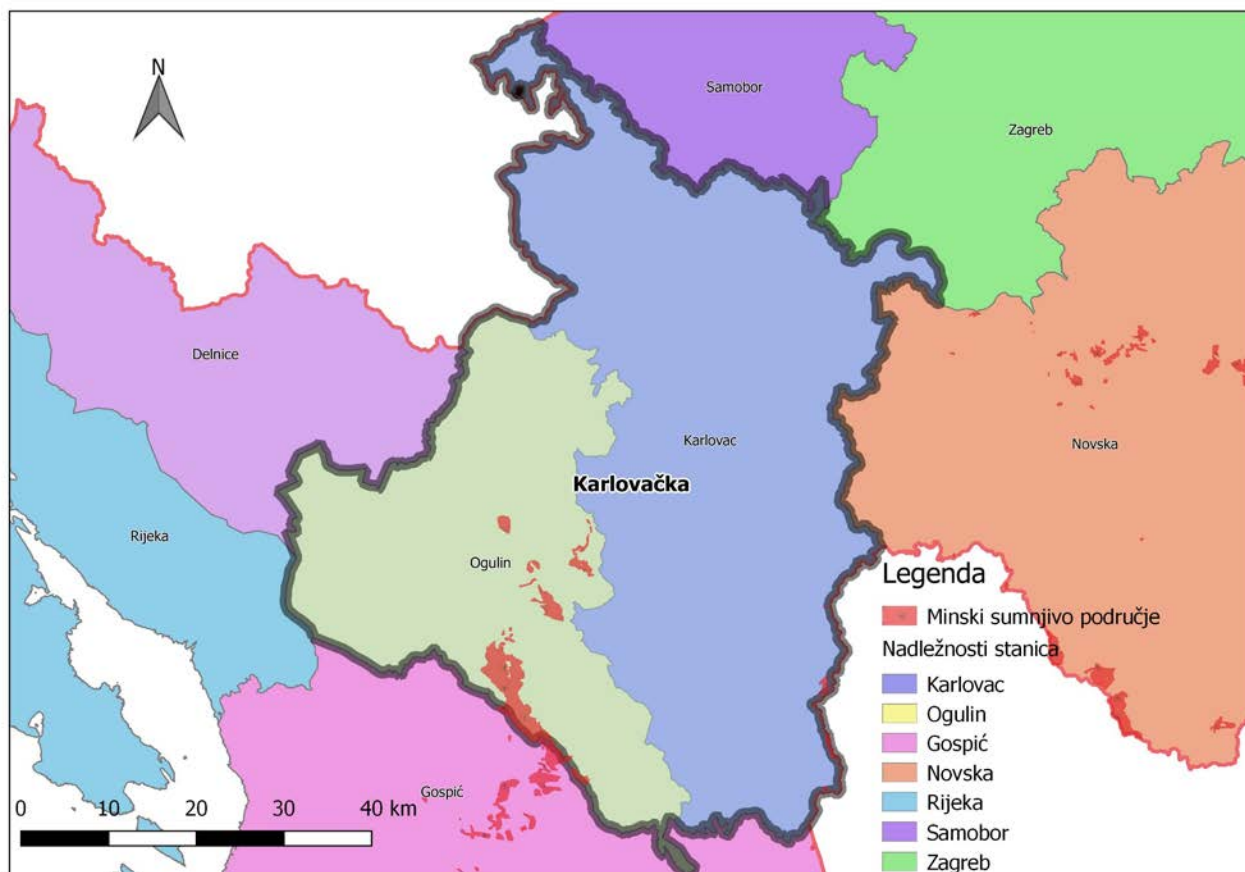 N
Samobor
Zagreb
Delnice
Karlovac
Novska
Karlovačka
Rijeka
Ogulin
Gospić
0 10 20 30 40 km
Legenda
Minski sumnjivo područje
Nadležnosti stanica
Karlovac
Ogulin
Gospić
Novska
Rijeka
Samobor
Zagreb